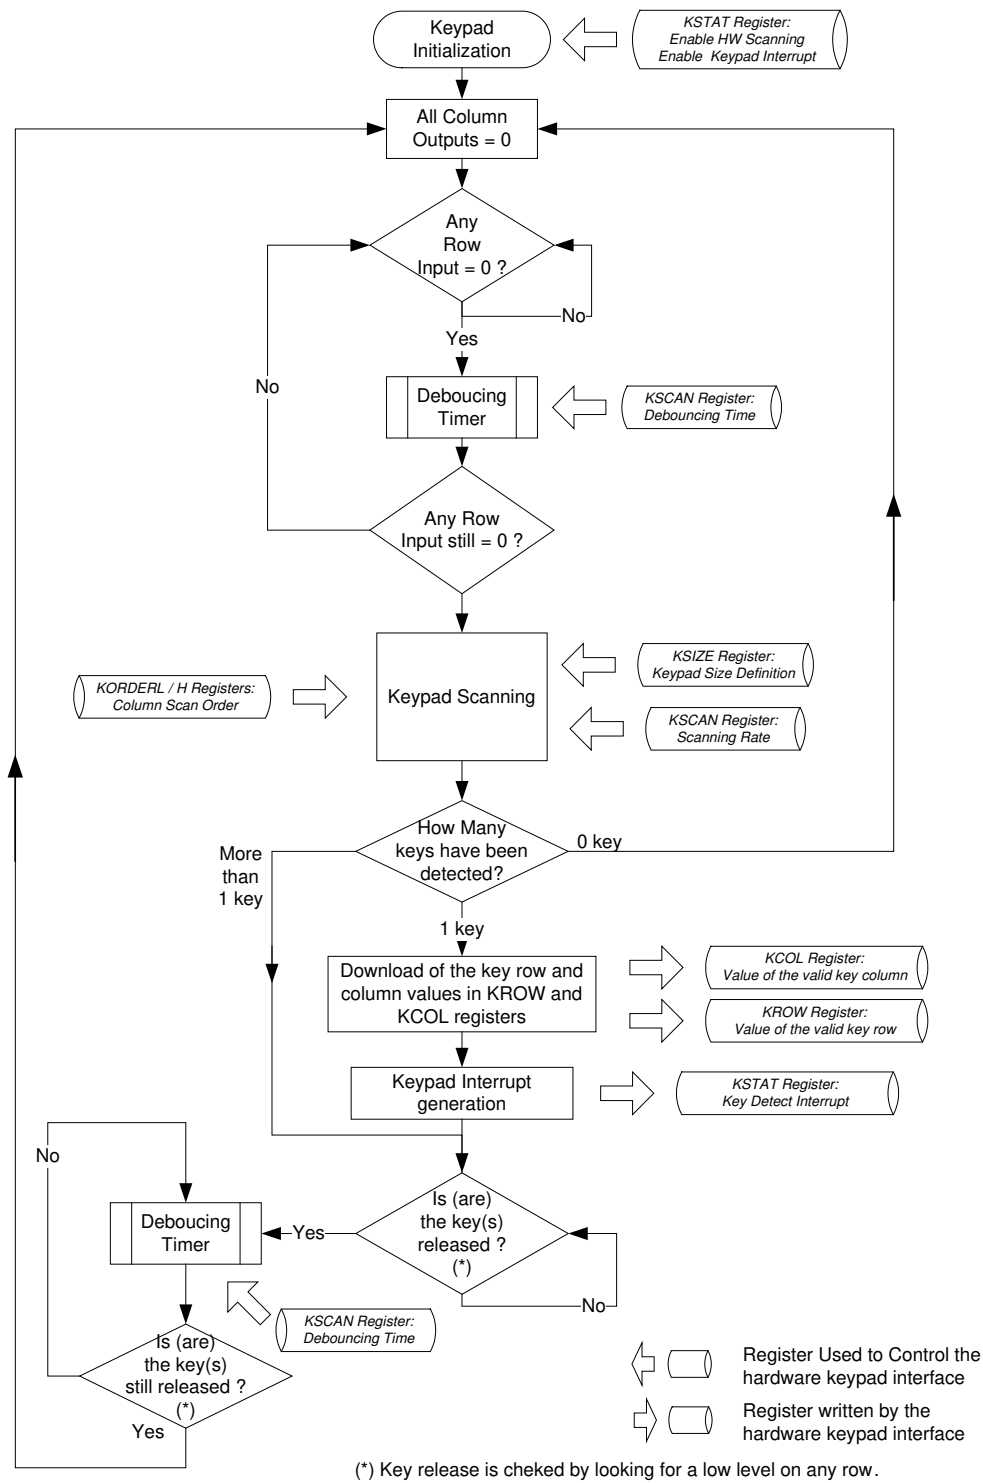 Keypad
Initialization
KSTAT Register:
Enable HW Scanning
Enable Keypad Interrupt
All Column
Outputs = 0
Any
Row
Input = 0 ?
No
Yes
No
Deboucing
Timer
KSCAN Register:
Debouncing Time
Any Row
Input still = 0 ?
KORDERL / H Registers:
Column Scan Order
Keypad Scanning
KSIZE Register:
Keypad Size Definition
KSCAN Register:
Scanning Rate
How Many
keys have been
detected?
0 key
More
than
1 key
1 key
Download of the key row and
column values in KROW and
KCOL registers
KCOL Register:
Value of the valid key column
KROW Register:
Value of the valid key row
Keypad Interrupt
generation
KSTAT Register:
Key Detect Interrupt
No
Deboucing
Timer
Yes
Is (are)
the key(s)
released ?
(*)
No
KSCAN Register:
Debouncing Time
Is (are)
the key(s)
still released ?
(*)
Yes
Register Used to Control the
hardware keypad interface
Register written by the
hardware keypad interface
(*) Key release is cheked by looking for a low level on any row.